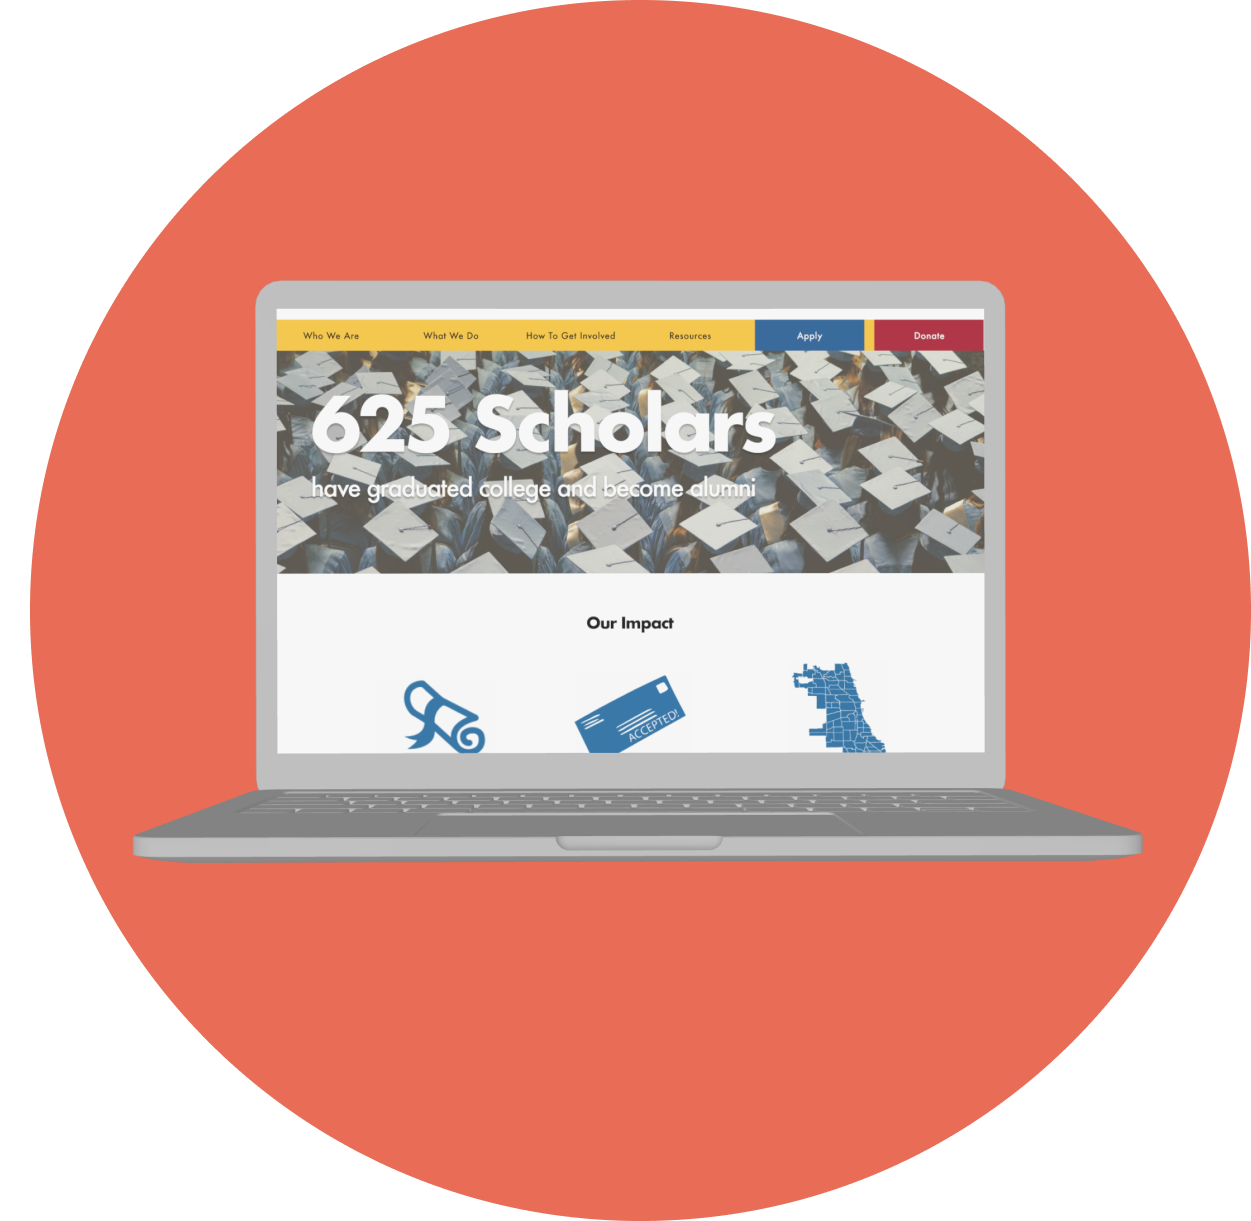 Who We Are What We Do How To Get Involved Resources Apply Donate
625 Scholars
have graduated college and become alumni
Our Impact
ACCEPTED!